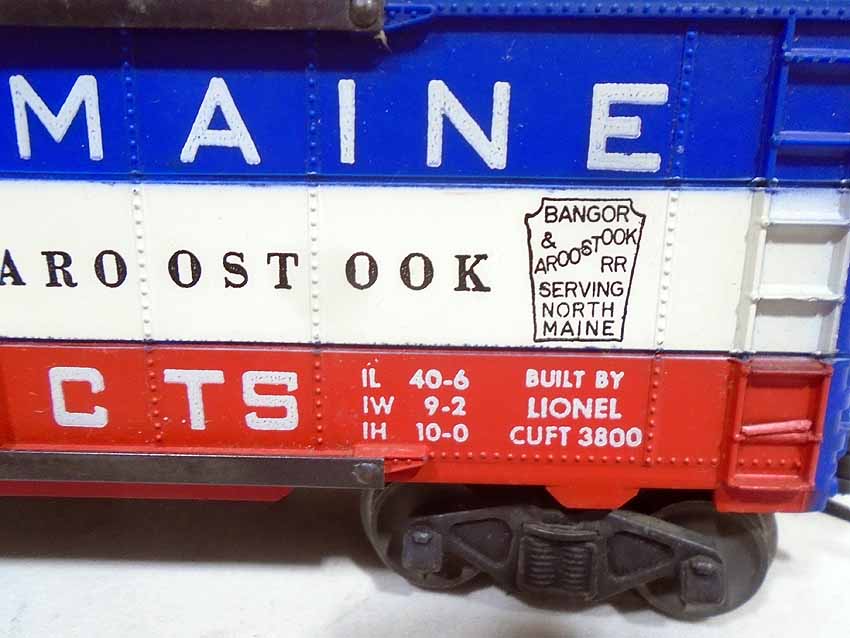 MAINE
AROOSTOOK
BANGOR
& AROOSTOOK
RR
SERVING
NORTH
MAINE
CTS
IL 40-6
IW 9-2
IH 10-0
BUILT BY
LIONEL
CUFT 3800